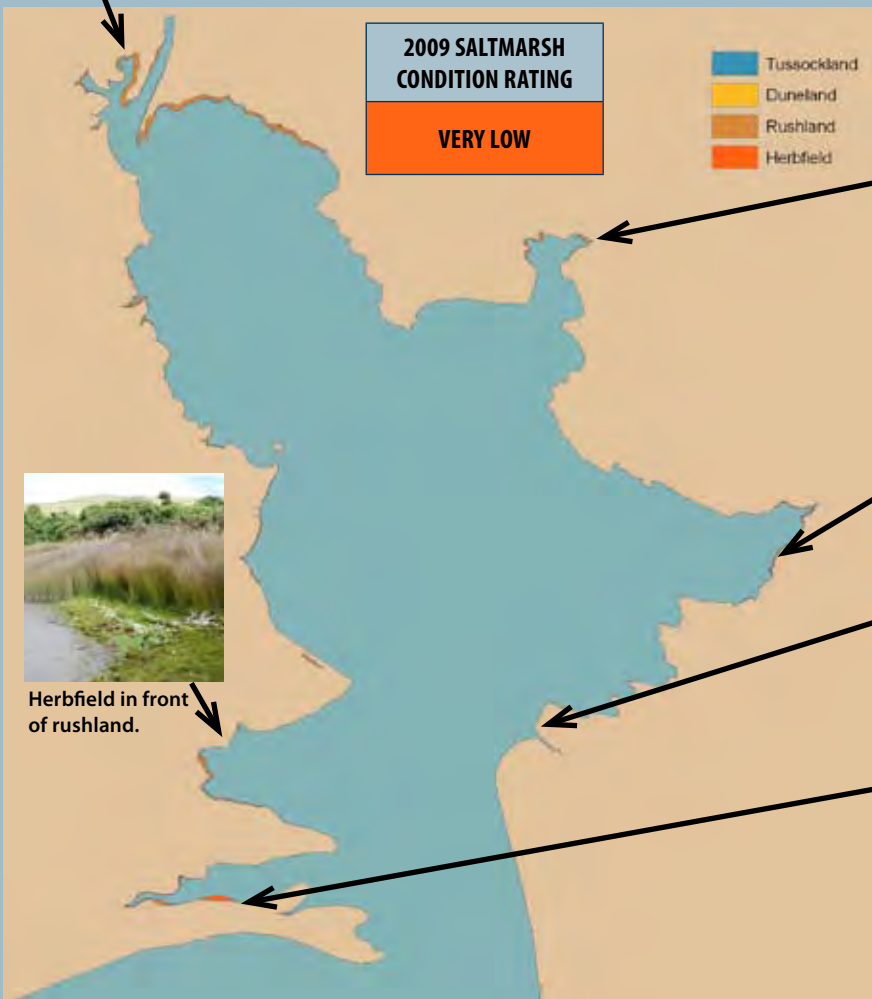 2009 SALTMARSH
CONDITION RATING
VERY LOW
Tussockland
Duneland
Rushland
Herbfield
Herbfield in front
of rushland.